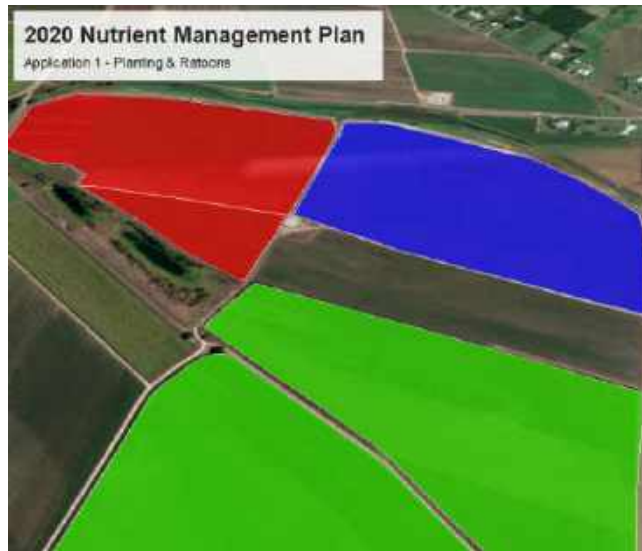 2020 Nutrient Management Plan
Application 1 - Planting & Ratoons